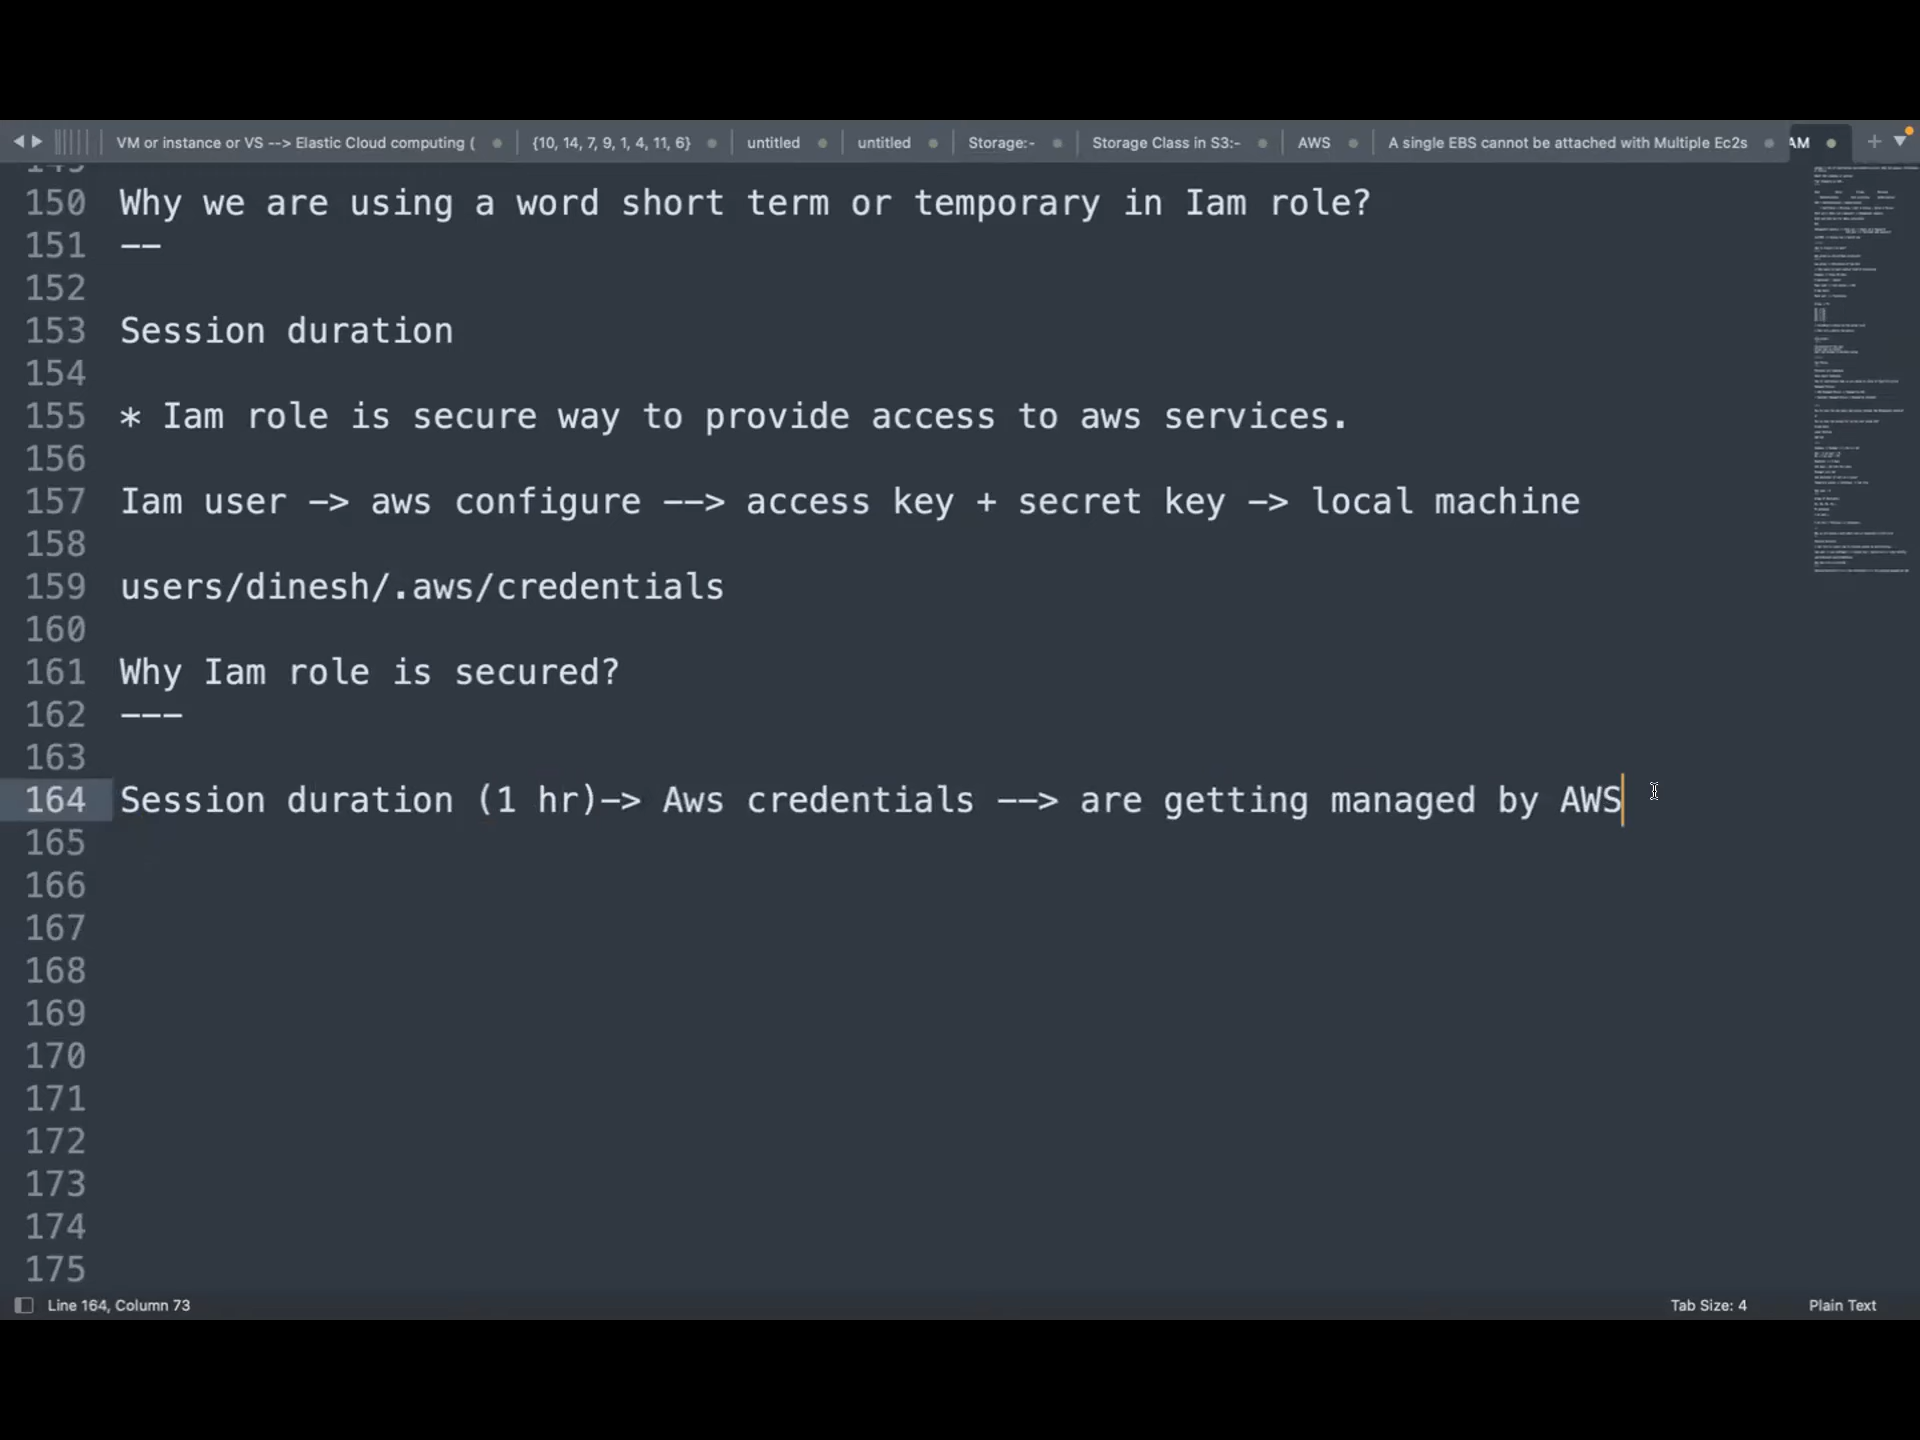 VM or instance or VS --> Elastic Cloud computing ( {10, 14, 7, 9, 1, 4, 11, 6} untitled untitled Storage:- Storage Class in S3:- AWS A single EBS cannot be attached with Multiple Ec2s AM
150 Why we are using a word short term or temporary in Iam role?
151 --
152
153 Session duration
154
155 * Iam role is secure way to provide access to aws services.
156
157 Iam user -> aws configure --> access key + secret key -> local machine
158
159 users/dinesh/.aws/credentials
160
161 Why Iam role is secured?
162 ---
163
164 Session duration (1 hr)-> Aws credentials --> are getting managed by AWS
165
166
167
168
169
170
171
172
173
174
175
Line 164, Column 73 Tab Size: 4 Plain Text